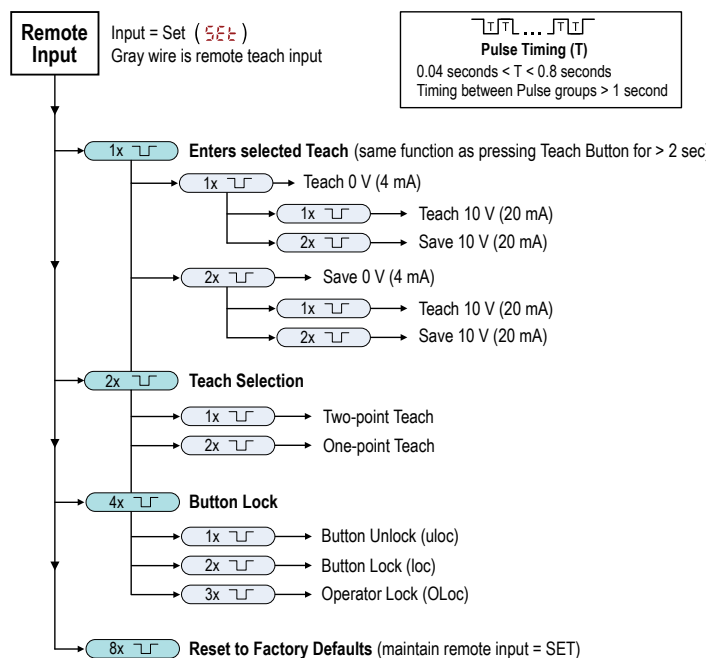 Remote
Input
Input = Set ( SEt )
Gray wire is remote teach input
T T ... T T
Pulse Timing (T)
0.04 seconds < T < 0.8 seconds
Timing between Pulse groups > 1 second
1x Enters selected Teach (same function as pressing Teach Button for > 2 sec)
1x Teach 0 V (4 mA)
1x Teach 10 V (20 mA)
2x Save 10 V (20 mA)
2x Save 0 V (4 mA)
1x Teach 10 V (20 mA)
2x Save 10 V (20 mA)
2x Teach Selection
1x Two-point Teach
2x One-point Teach
4x Button Lock
1x Button Unlock (uloc)
2x Button Lock (loc)
3x Operator Lock (OLoc)
8x Reset to Factory Defaults (maintain remote input = SET)